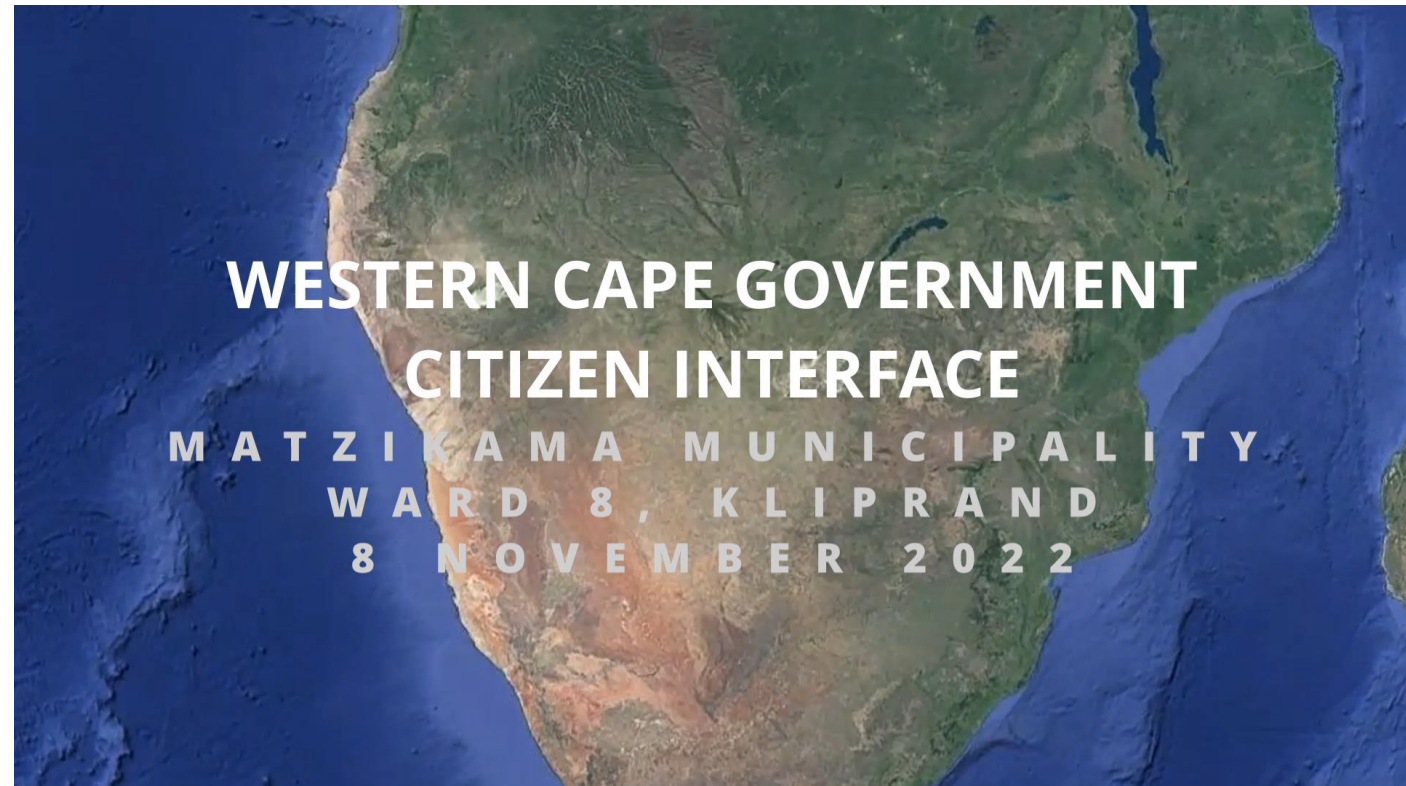 WESTERN CAPE GOVERNMENT
CITIZEN INTERFACE
MATZIKAMA MUNICIPALITY
WARD 8, KLIPRAND
8 NOVEMBER 2022